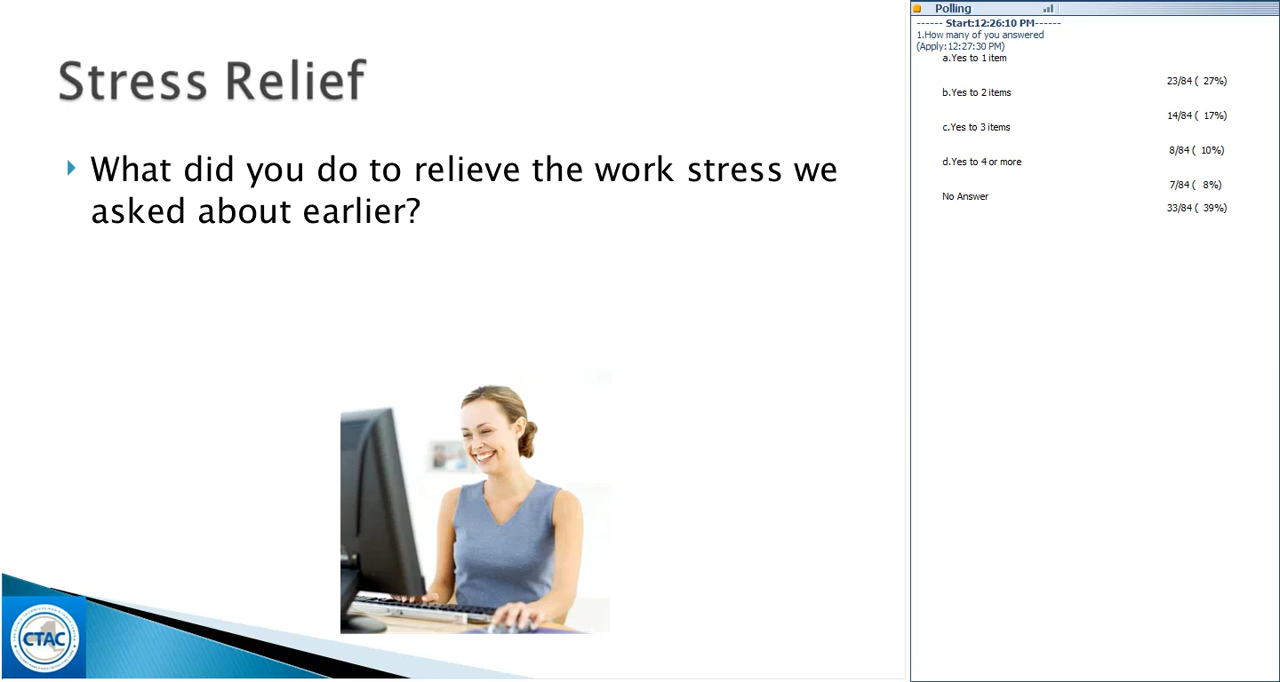 Stress Relief
What did you do to relieve the work stress we
asked about earlier?
CTAC
Polling
------ Start:12:26:10 PM------
1.How many of you answered
(Apply:12:27:30 PM)
a.Yes to 1 item
23/84 ( 27%)
b.Yes to 2 items
14/84 ( 17%)
c.Yes to 3 items
8/84 ( 10%)
d.Yes to 4 or more
7/84 ( 8%)
No Answer
33/84 ( 39%)